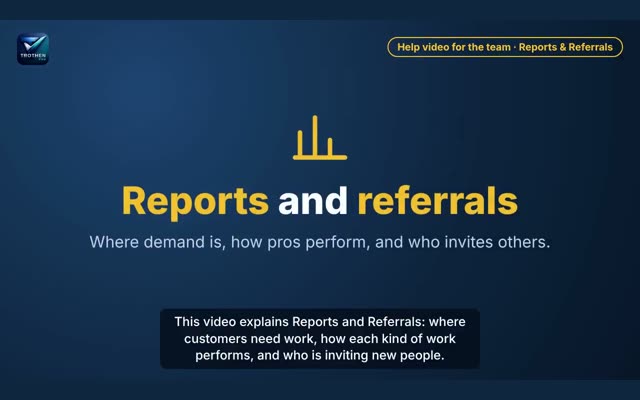 TROTHEN
Help video for the team · Reports & Referrals
Reports and referrals
Where demand is, how pros perform, and who invites others.
This video explains Reports and Referrals: where
customers need work, how each kind of work
performs, and who is inviting new people.